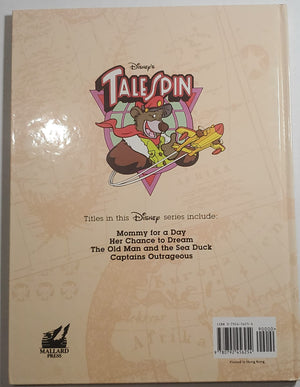 Disney's
TALESPIN
Titles in this Disney series include:
Mommy for a Day
Her Chance to Dream
The Old Man and the Sea Duck
Captains Outrageous
MALLARD
PRESS
90000
Printed in Hong Kong